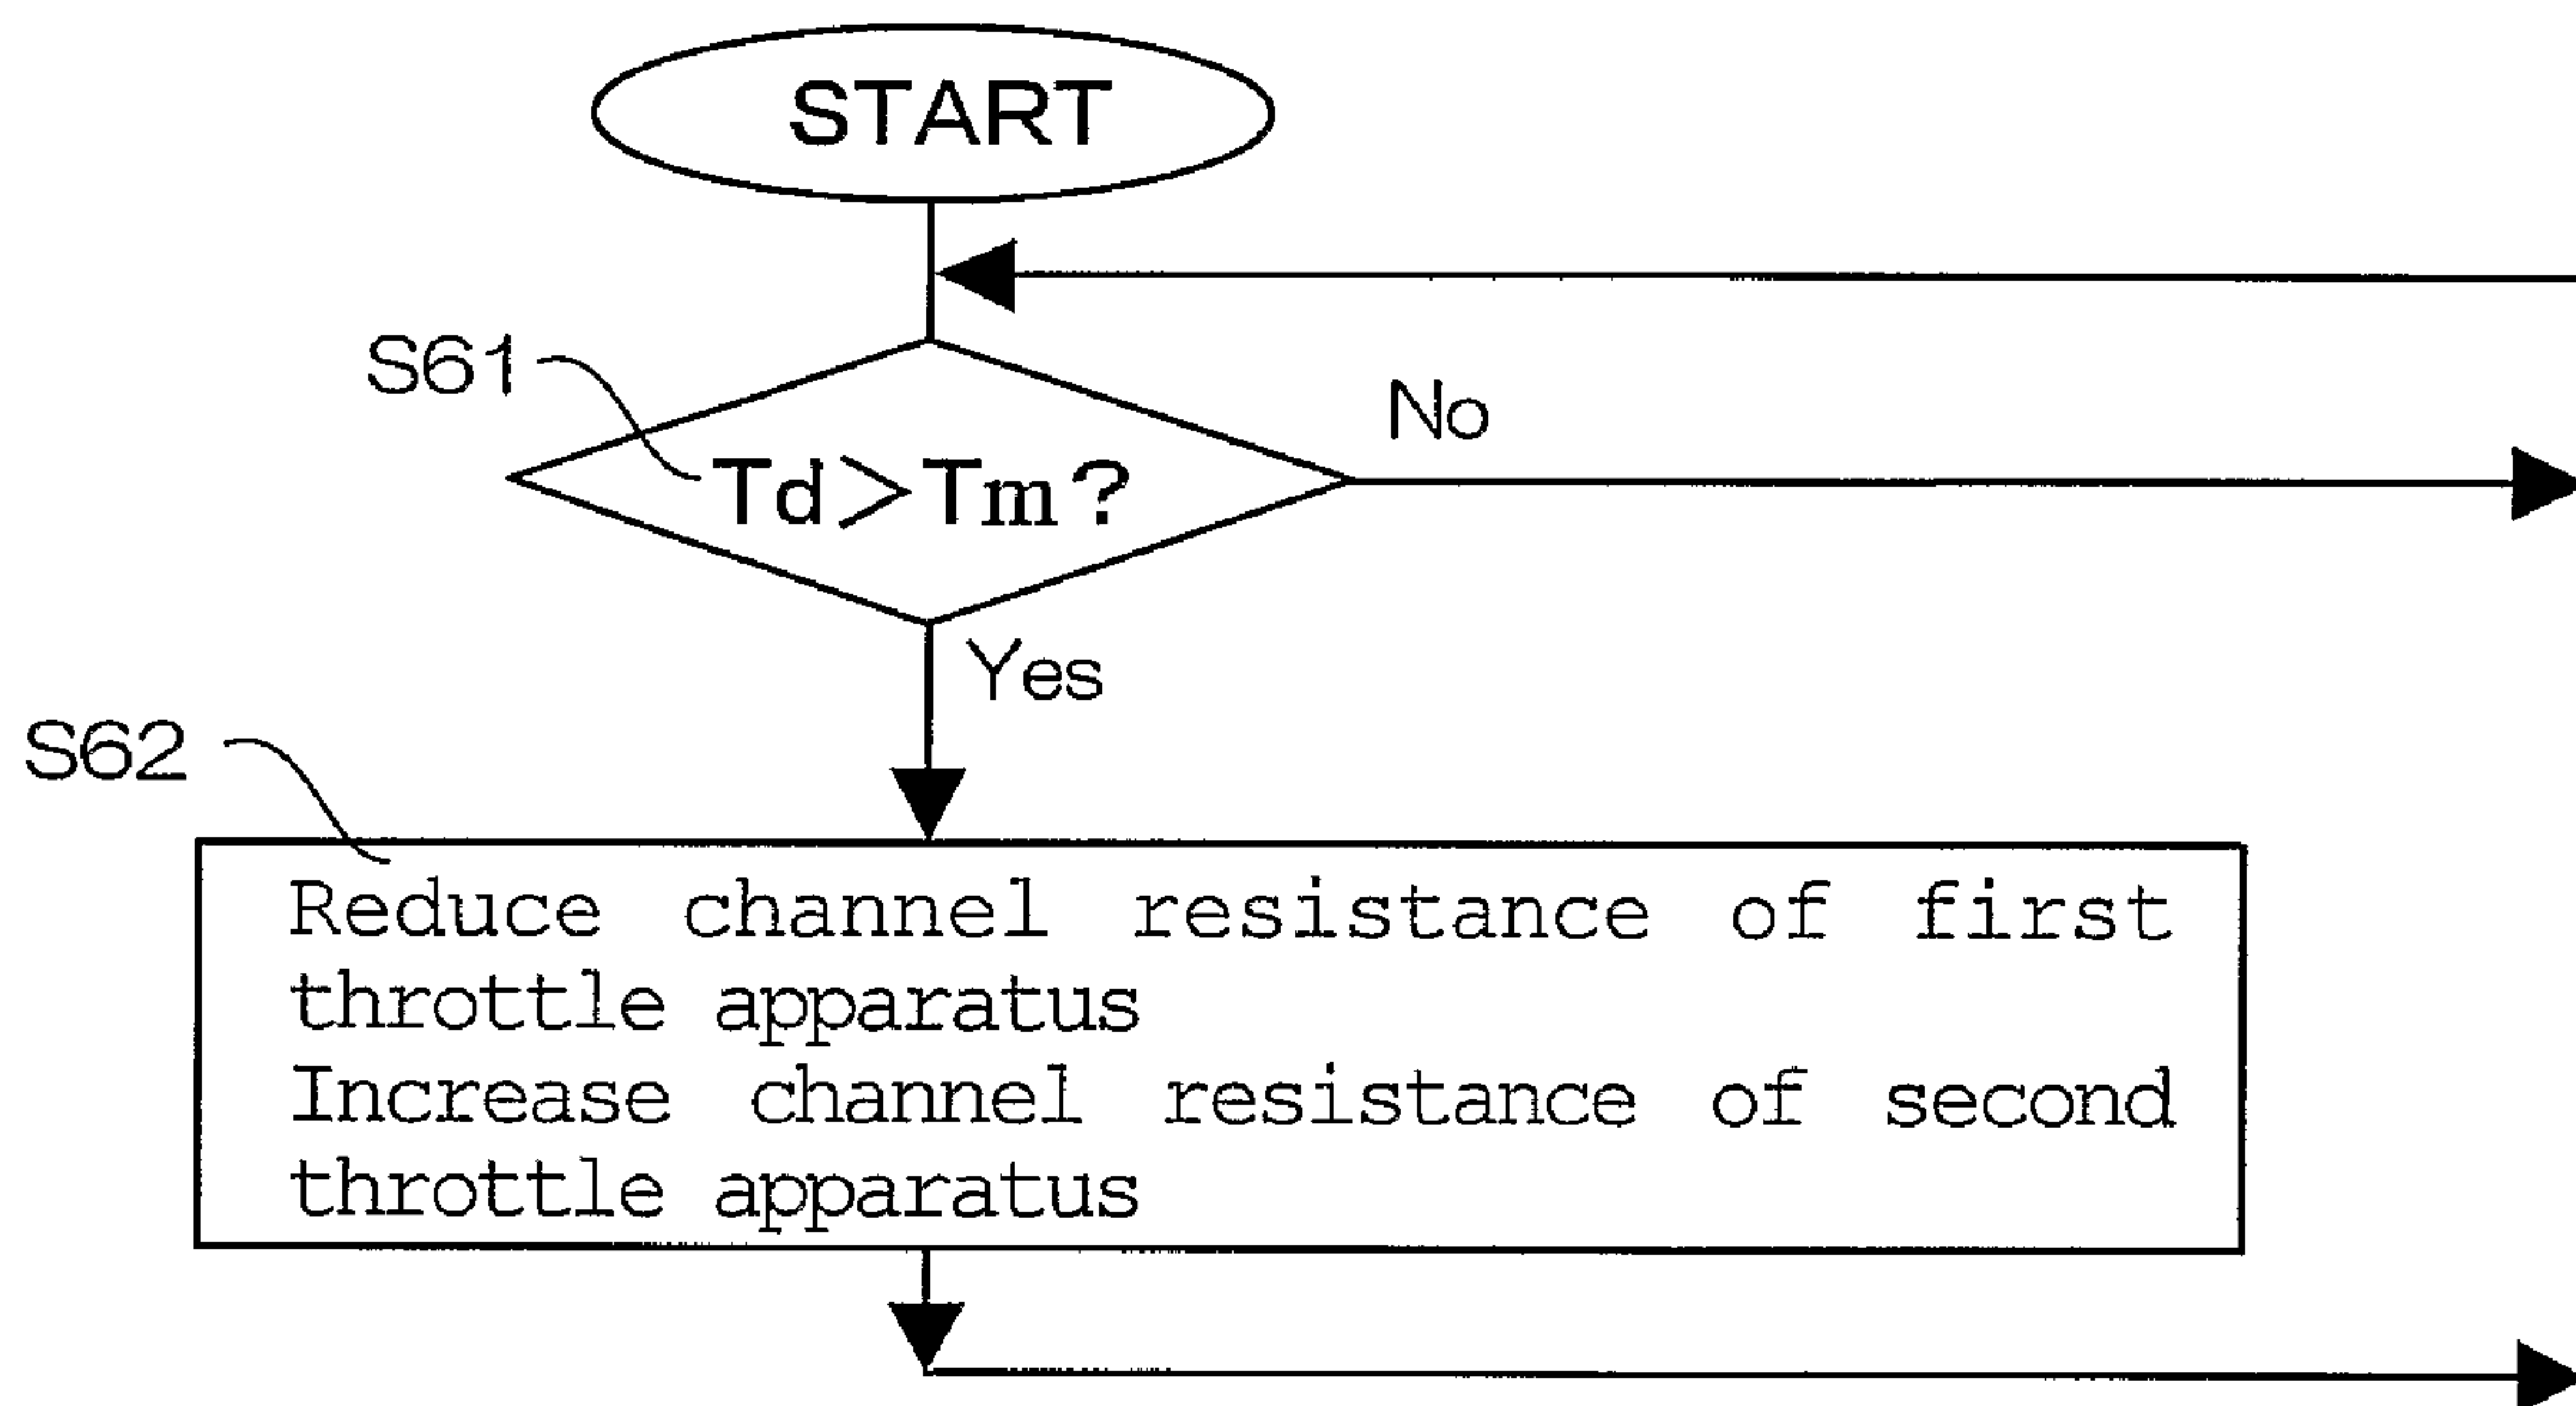 START
S61
No
Td>Tm?
Yes
S62
Reduce channel resistance of first
throttle apparatus
Increase channel resistance of second
throttle apparatus